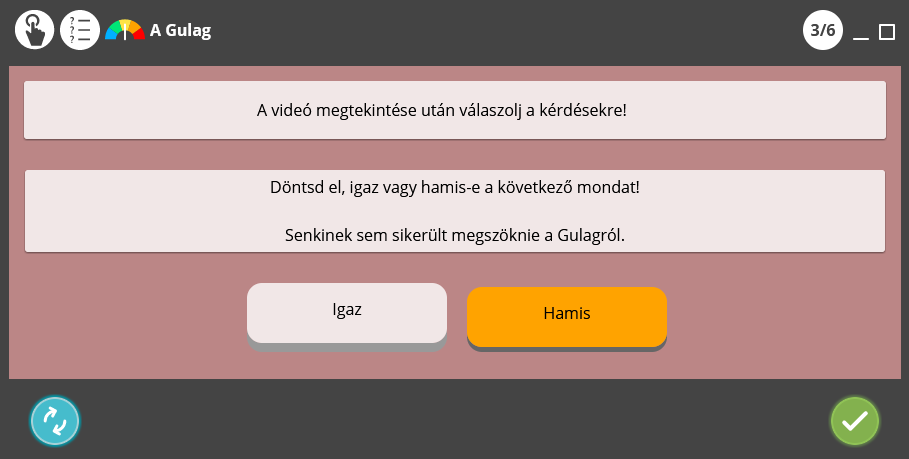 A Gulag
3/6
A videó megtekintése után válaszolj a kérdésekre!
Döntsd el, igaz vagy hamis-e a következő mondat!
Senkinek sem sikerült megszöknie a Gulagról.
Igaz
Hamis